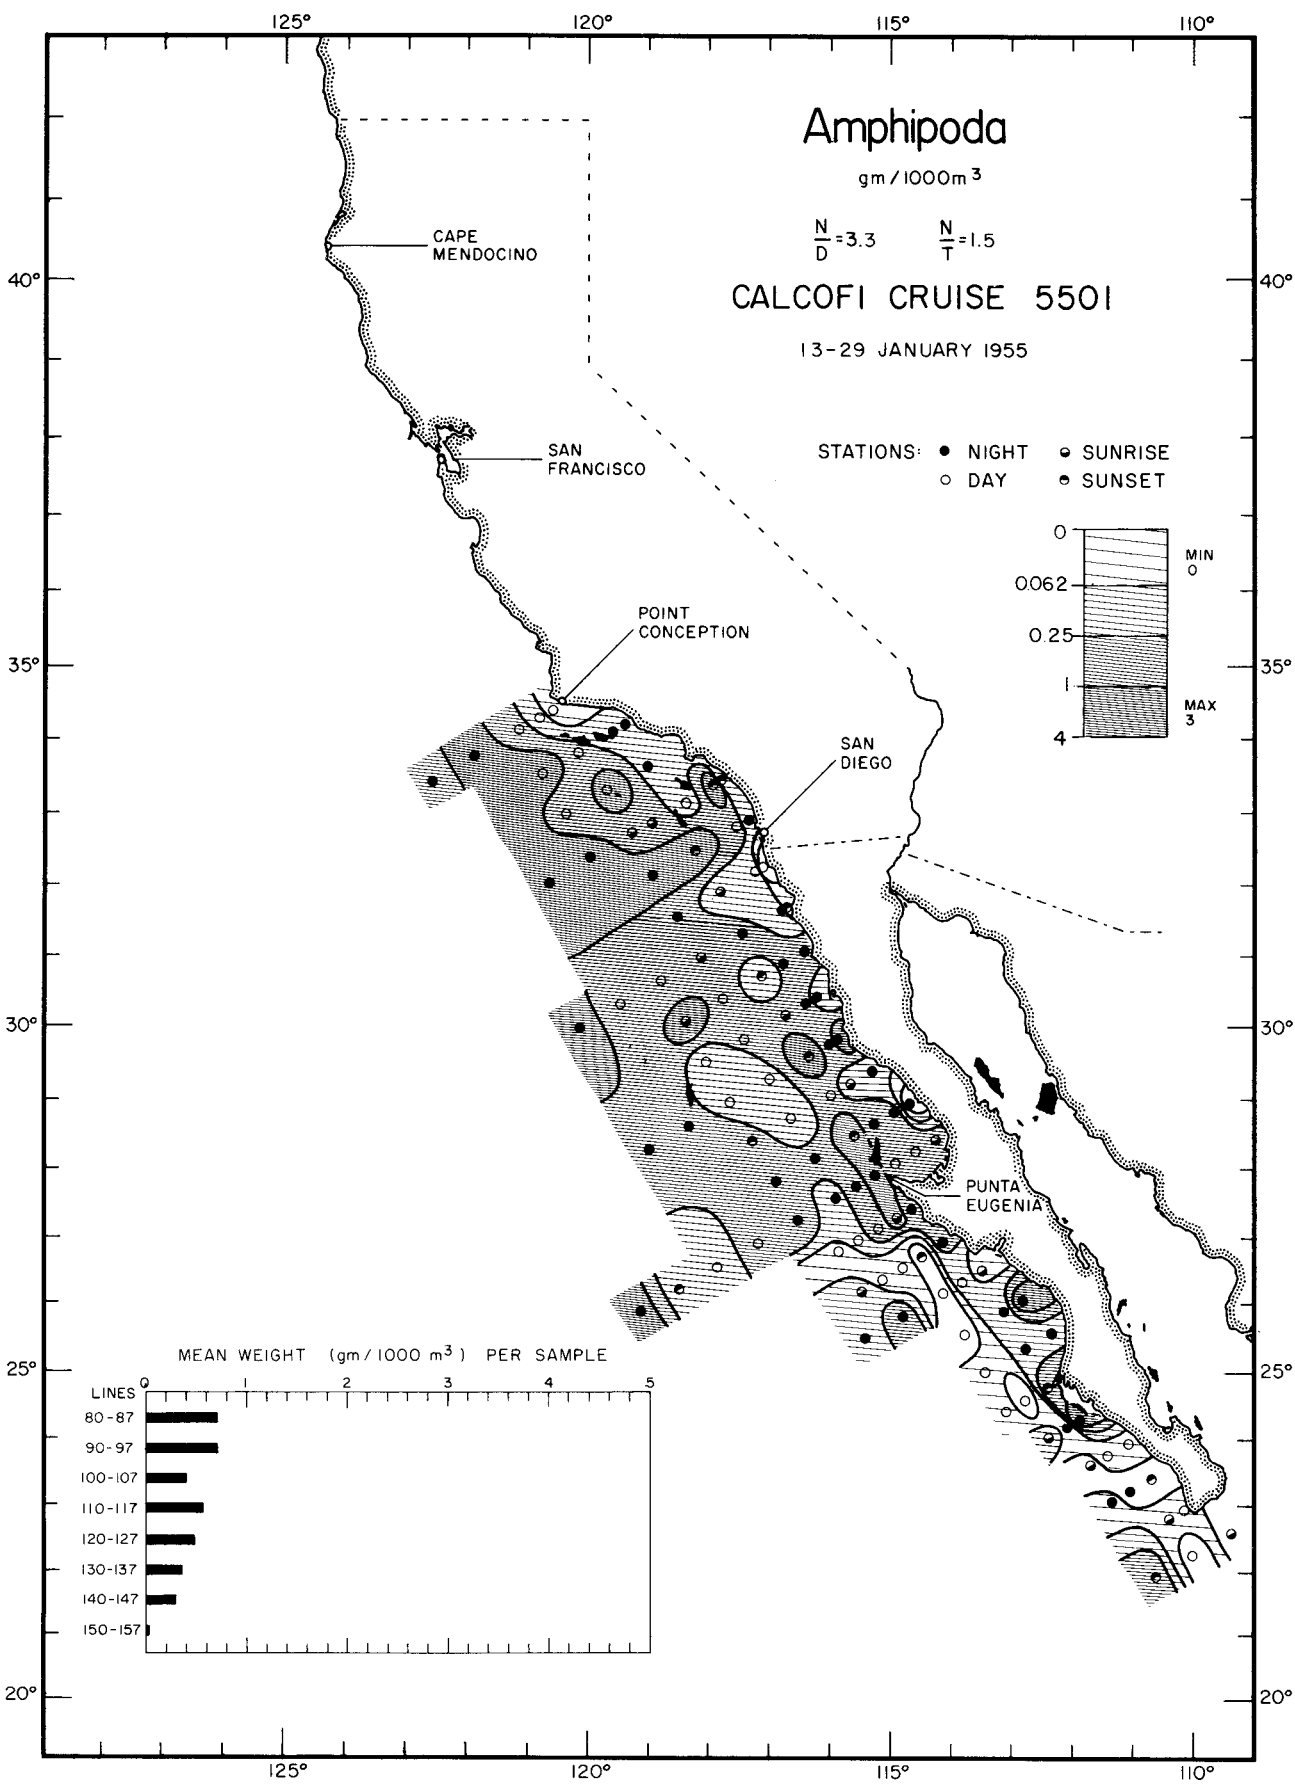 125° 120° 115° 110°
Amphipoda
gm/1000m³
N/D=3.3 N/T=1.5
CAPE
MENDOCINO
40° 40°
CALCOFI CRUISE 5501
13-29 JANUARY 1955
STATIONS: ● NIGHT ◒ SUNRISE
○ DAY ◓ SUNSET
SAN
FRANCISCO
0
MIN
0
0.062
0.25
1
MAX
3
4
POINT
CONCEPTION
35° 35°
SAN
DIEGO
30° 30°
PUNTA
EUGENIA
25° 25°
MEAN WEIGHT (gm/1000 m³) PER SAMPLE
LINES 0 1 2 3 4 5
80-87
90-97
100-107
110-117
120-127
130-137
140-147
150-157
20° 20°
125° 120° 115° 110°